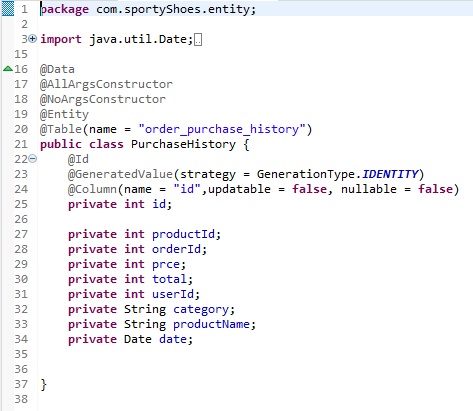 1 package com.sportyShoes.entity;
2
3 import java.util.Date;
15
16 @Data
17 @AllArgsConstructor
18 @NoArgsConstructor
19 @Entity
20 @Table(name = "order_purchase_history")
21 public class PurchaseHistory {
22 @Id
23 @GeneratedValue(strategy = GenerationType.IDENTITY)
24 @Column(name = "id",updatable = false, nullable = false)
25 private int id;
26
27 private int productId;
28 private int orderId;
29 private int prce;
30 private int total;
31 private int userId;
32 private String category;
33 private String productName;
34 private Date date;
35
36
37 }
38